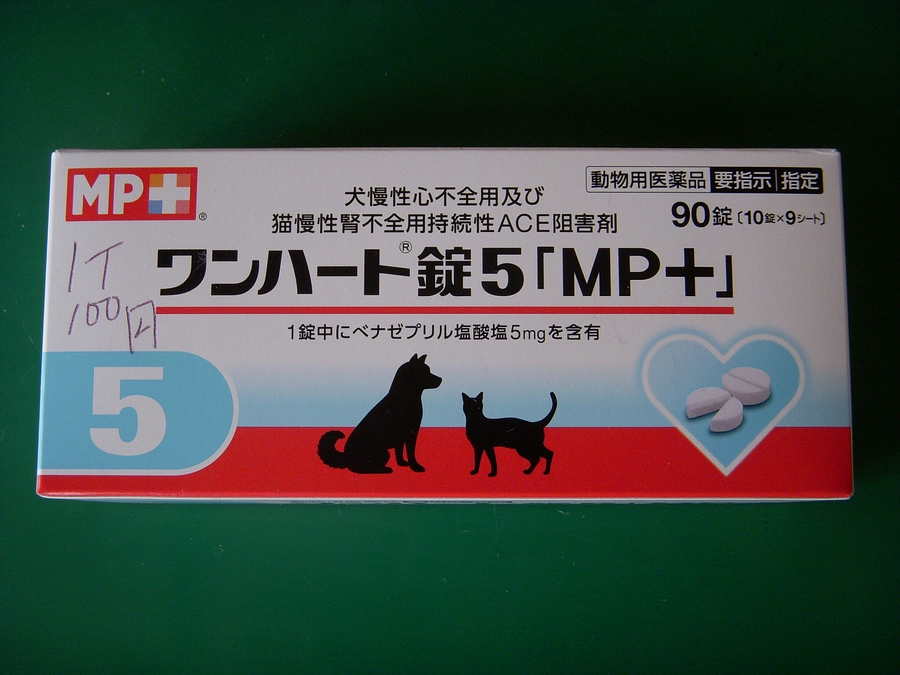 MP+®
動物用医薬品 要指示 指定
犬慢性心不全用及び
猫慢性腎不全用持続性ACE阻害剤
90錠〔10錠×9シート〕
ワンハート®錠5「MP+」
1T
100円
1錠中にベナゼプリル塩酸塩5mgを含有
5